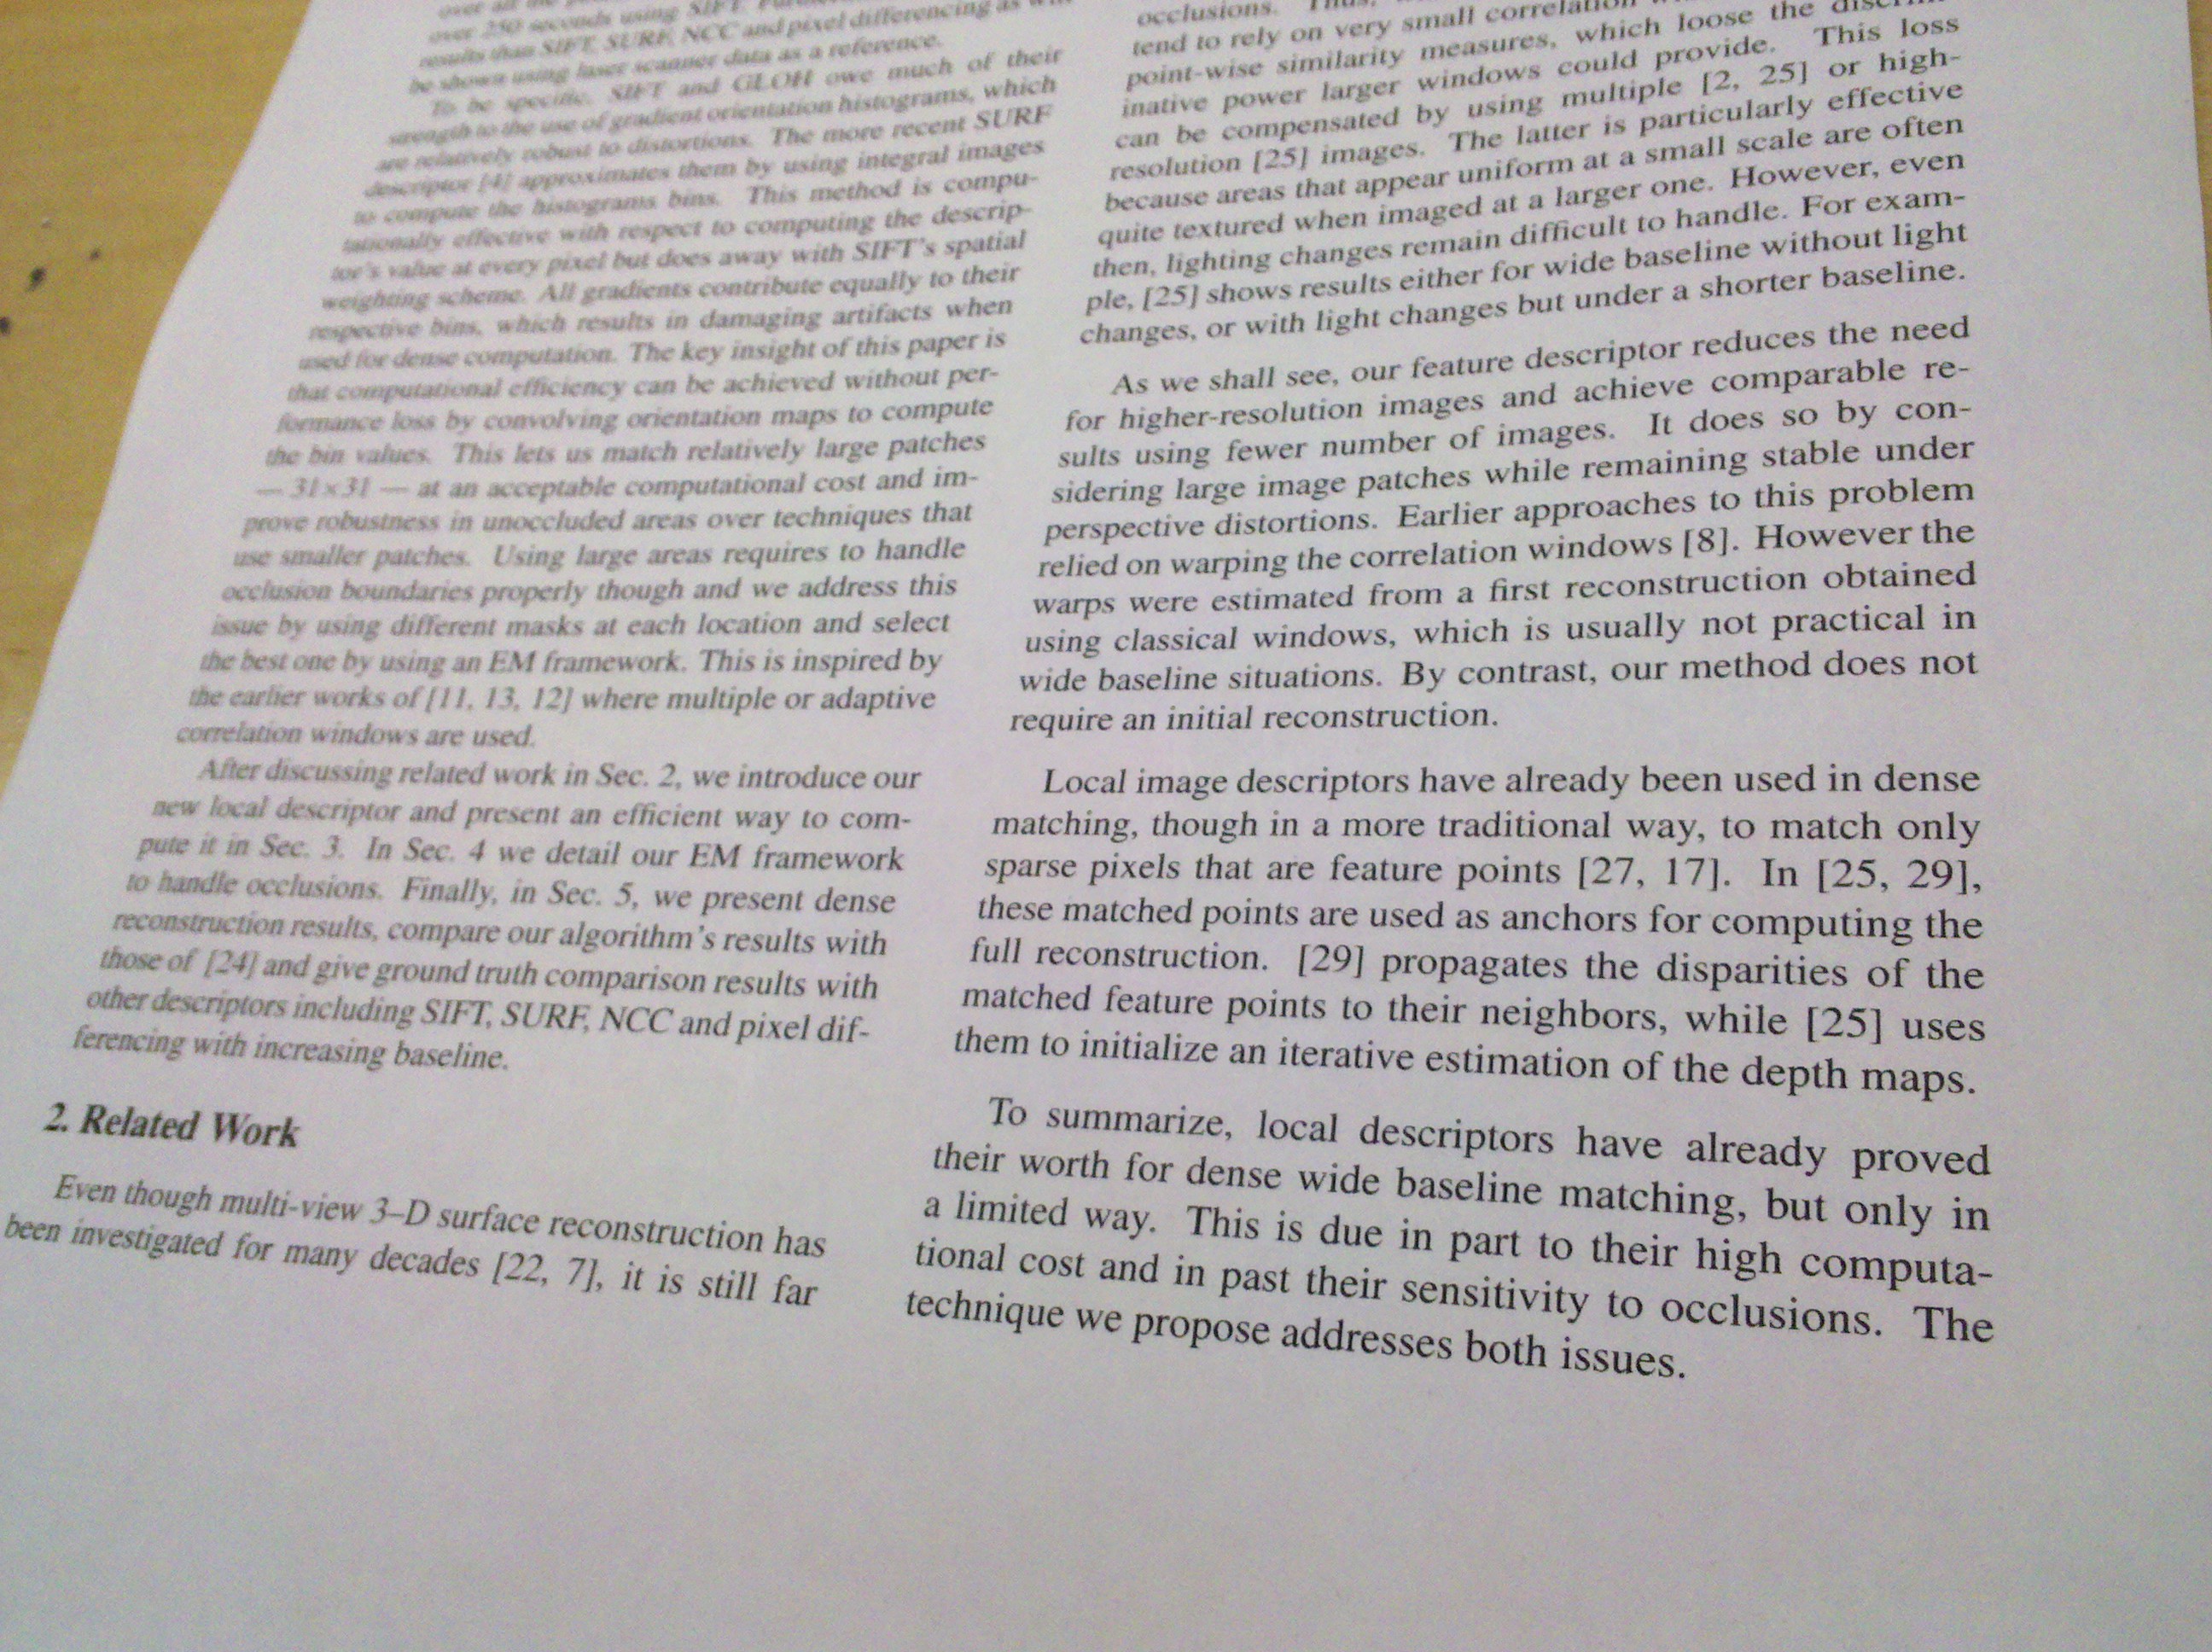 over 250 seconds using SIFT.
results than SIFT, SURF, NCC and pixel differencing as
be shown using laser scanner data as a reference.
To be specific, SIFT and GLOH owe much of their
strength to the use of gradient orientation histograms, which
are relatively robust to distortions. The more recent SURF
descriptor [4] approximates them by using integral images
to compute the histograms bins. This method is compu-
tationally effective with respect to computing the descrip-
tor's value at every pixel but does away with SIFT's spatial
weighting scheme. All gradients contribute equally to their
respective bins, which results in damaging artifacts when
used for dense computation. The key insight of this paper is
that computational efficiency can be achieved without per-
formance loss by convolving orientation maps to compute
the bin values. This lets us match relatively large patches
— 31×31 — at an acceptable computational cost and im-
prove robustness in unoccluded areas over techniques that
use smaller patches. Using large areas requires to handle
occlusion boundaries properly though and we address this
issue by using different masks at each location and select
the best one by using an EM framework. This is inspired by
the earlier works of [11, 13, 12] where multiple or adaptive
correlation windows are used.
After discussing related work in Sec. 2, we introduce our
new local descriptor and present an efficient way to com-
pute it in Sec. 3. In Sec. 4 we detail our EM framework
to handle occlusions. Finally, in Sec. 5, we present dense
reconstruction results, compare our algorithm's results with
those of [24] and give ground truth comparison results with
other descriptors including SIFT, SURF, NCC and pixel dif-
ferencing with increasing baseline.
2. Related Work
Even though multi-view 3–D surface reconstruction has
been investigated for many decades [22, 7], it is still far
occlusions.
tend to rely on very small correlation
point-wise similarity measures, which loose the
inative power larger windows could provide. This loss
can be compensated by using multiple [2, 25] or high-
resolution [25] images. The latter is particularly effective
because areas that appear uniform at a small scale are often
quite textured when imaged at a larger one. However, even
then, lighting changes remain difficult to handle. For exam-
ple, [25] shows results either for wide baseline without light
changes, or with light changes but under a shorter baseline.
As we shall see, our feature descriptor reduces the need
for higher-resolution images and achieve comparable re-
sults using fewer number of images. It does so by con-
sidering large image patches while remaining stable under
perspective distortions. Earlier approaches to this problem
relied on warping the correlation windows [8]. However the
warps were estimated from a first reconstruction obtained
using classical windows, which is usually not practical in
wide baseline situations. By contrast, our method does not
require an initial reconstruction.
Local image descriptors have already been used in dense
matching, though in a more traditional way, to match only
sparse pixels that are feature points [27, 17]. In [25, 29],
these matched points are used as anchors for computing the
full reconstruction. [29] propagates the disparities of the
matched feature points to their neighbors, while [25] uses
them to initialize an iterative estimation of the depth maps.
To summarize, local descriptors have already proved
their worth for dense wide baseline matching, but only in
a limited way. This is due in part to their high computa-
tional cost and in past their sensitivity to occlusions. The
technique we propose addresses both issues.